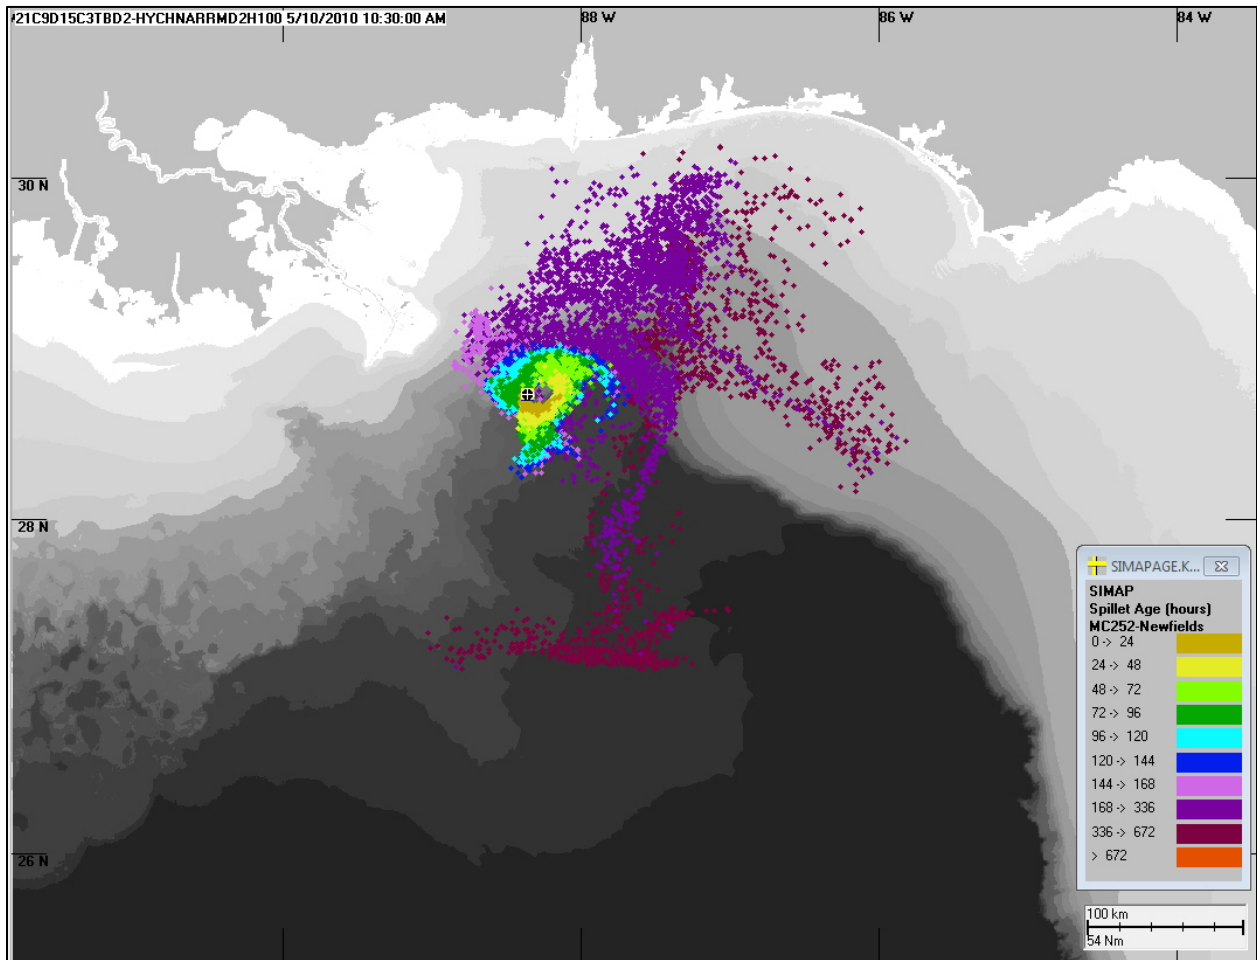 /21C9D15C3TBD2-HYCHNARRMD2H100 5/10/2010 10:30:00 AM
88 W
86 W
84 W
30 N
28 N
26 N
SIMAPAGE.K...
SIMAP
Spillet Age (hours)
MC252-Newfields
0 -> 24
24 -> 48
48 -> 72
72 -> 96
96 -> 120
120 -> 144
144 -> 168
168 -> 336
336 -> 672
> 672
100 km
54 Nm